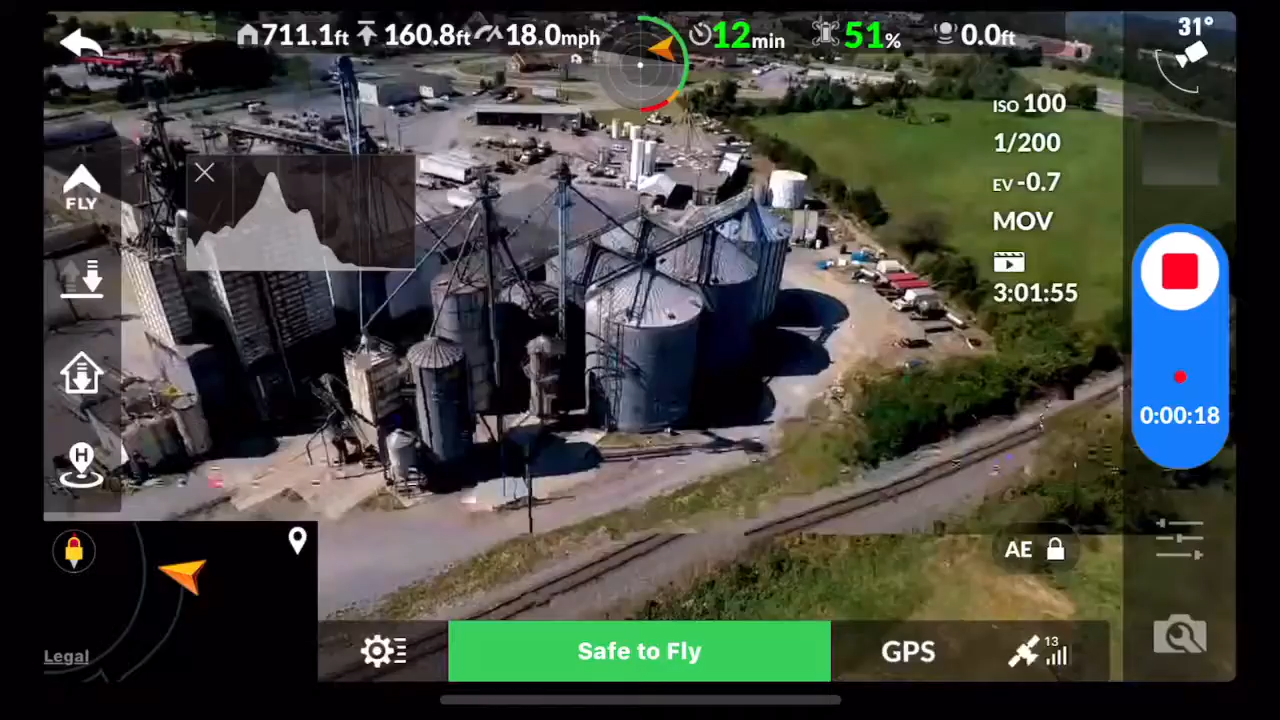 711.1ft 160.8ft 18.0mph 12min 51% 0.0ft 31°
ISO 100
1/200
EV -0.7
MOV
3:01:55
FLY
H
0:00:18
AE
Legal
Safe to Fly
GPS
13